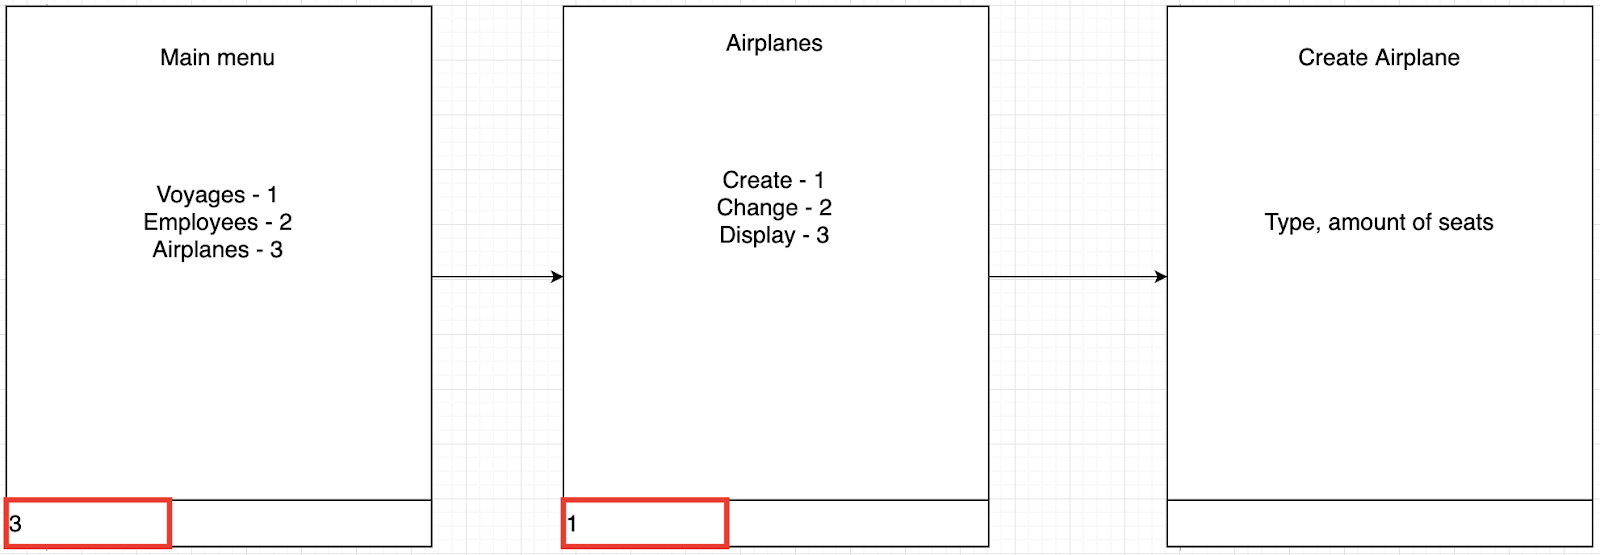 Main menu
Voyages - 1
Employees - 2
Airplanes - 3
3
Airplanes
Create - 1
Change - 2
Display - 3
1
Create Airplane
Type, amount of seats